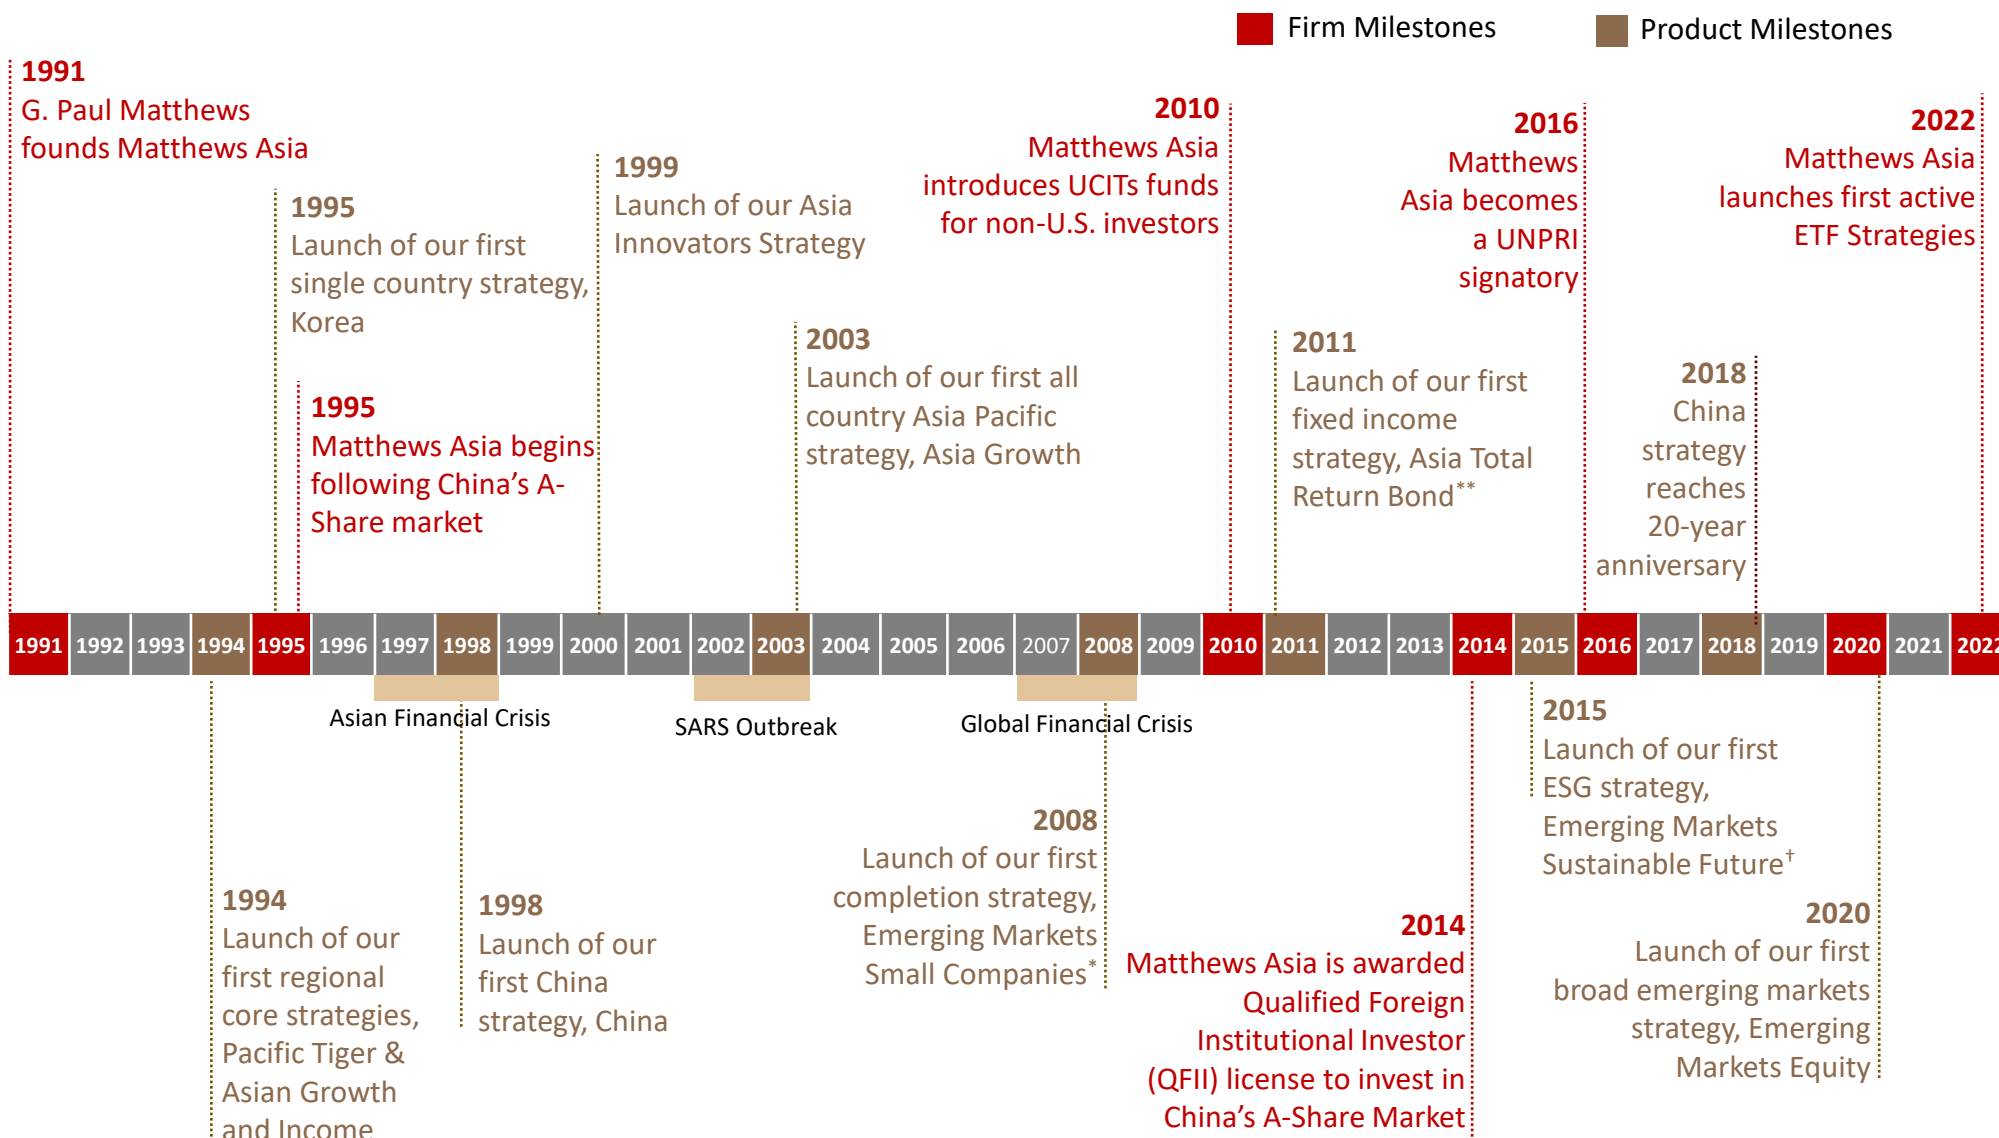 Firm Milestones
Product Milestones
1991
G. Paul Matthews
founds Matthews Asia
1995
Launch of our first
single country strategy,
Korea
1995
Matthews Asia begins
following China’s A-
Share market
1999
Launch of our Asia
Innovators Strategy
2003
Launch of our first all
country Asia Pacific
strategy, Asia Growth
2010
Matthews Asia
introduces UCITs funds
for non-U.S. investors
2011
Launch of our first
fixed income
strategy, Asia Total
Return Bond**
2016
Matthews
Asia becomes
a UNPRI
signatory
2018
China
strategy
reaches
20-year
anniversary
2022
Matthews Asia
launches first active
ETF Strategies
1991 1992 1993 1994 1995 1996 1997 1998 1999 2000 2001 2002 2003 2004 2005 2006 2007 2008 2009 2010 2011 2012 2013 2014 2015 2016 2017 2018 2019 2020 2021 2022
Asian Financial Crisis
SARS Outbreak
Global Financial Crisis
1994
Launch of our
first regional
core strategies,
Pacific Tiger &
Asian Growth
and Income
1998
Launch of our
first China
strategy, China
2008
Launch of our first
completion strategy,
Emerging Markets
Small Companies*
2014
Matthews Asia is awarded
Qualified Foreign
Institutional Investor
(QFII) license to invest in
China’s A-Share Market
2015
Launch of our first
ESG strategy,
Emerging Markets
Sustainable Future†
2020
Launch of our first
broad emerging markets
strategy, Emerging
Markets Equity